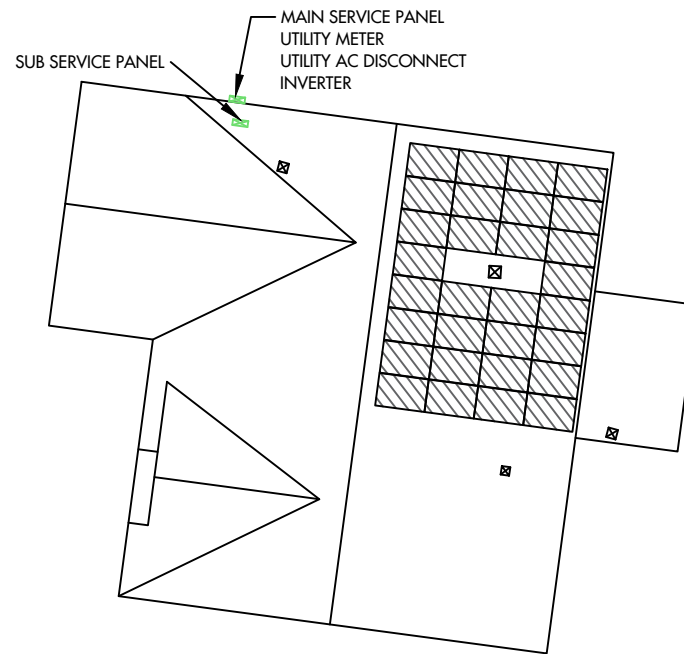 MAIN SERVICE PANEL
UTILITY METER
UTILITY AC DISCONNECT
INVERTER
SUB SERVICE PANEL